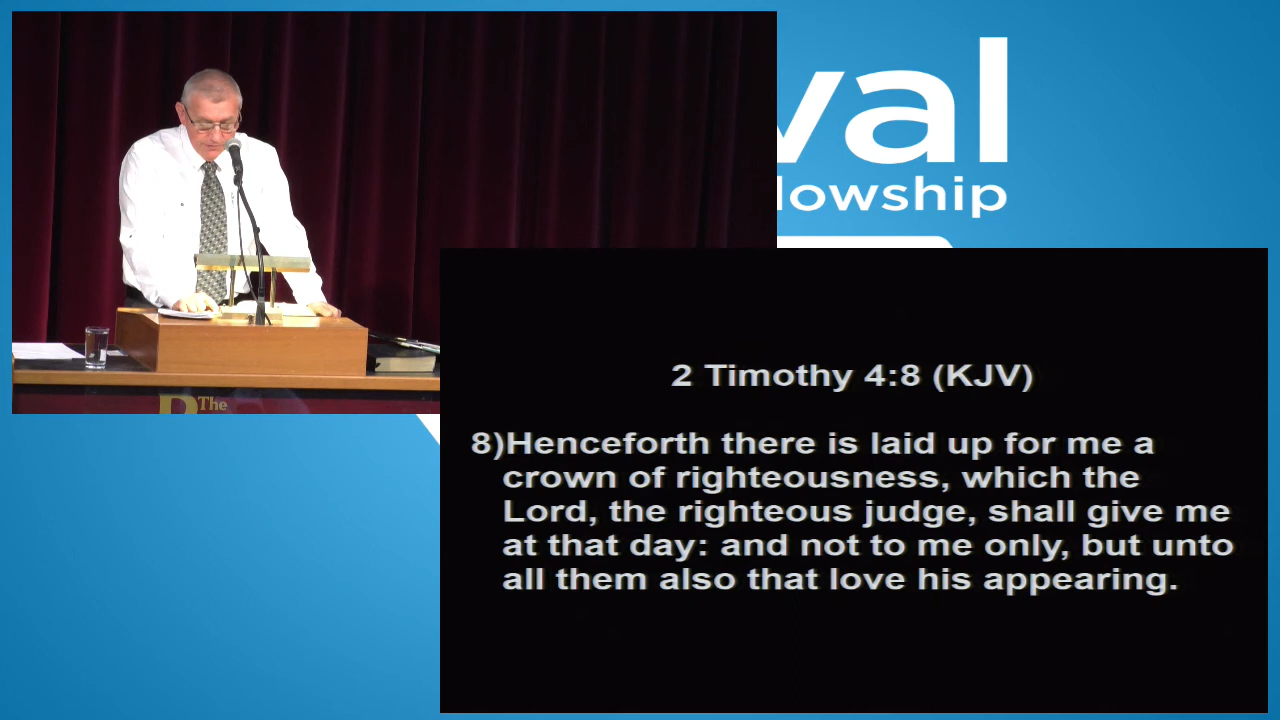 val
llowship
The
2 Timothy 4:8 (KJV)
8)Henceforth there is laid up for me a
crown of righteousness, which the
Lord, the righteous judge, shall give me
at that day: and not to me only, but unto
all them also that love his appearing.